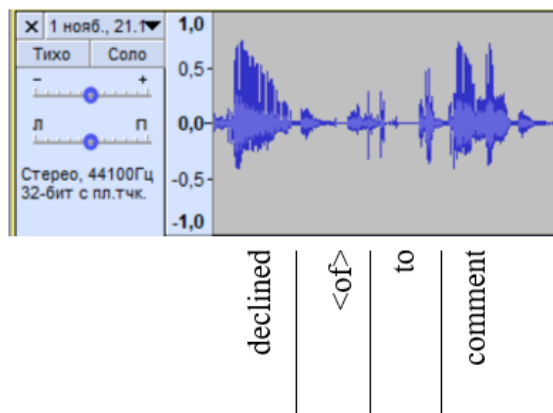 × 1 нояб., 21.1▼
Тихо Соло
- +
Л П
Стерео, 44100Гц
32-бит с пл.тчк.
1,0
0,5-
0,0-
-0,5-
-1,0
declined
<of>
to
comment